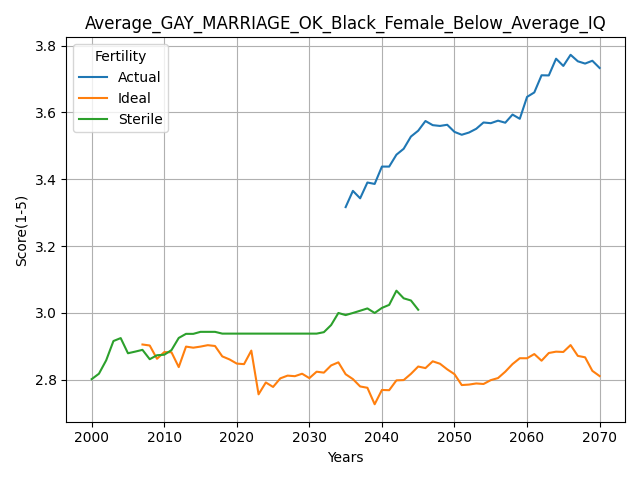 Average_GAY_MARRIAGE_OK_Black_Female_Below_Average_IQ
Fertility
Actual
Ideal
Sterile
Score(1-5)
3.8
3.6
3.4
3.2
3.0
2.8
2000 2010 2020 2030 2040 2050 2060 2070
Years